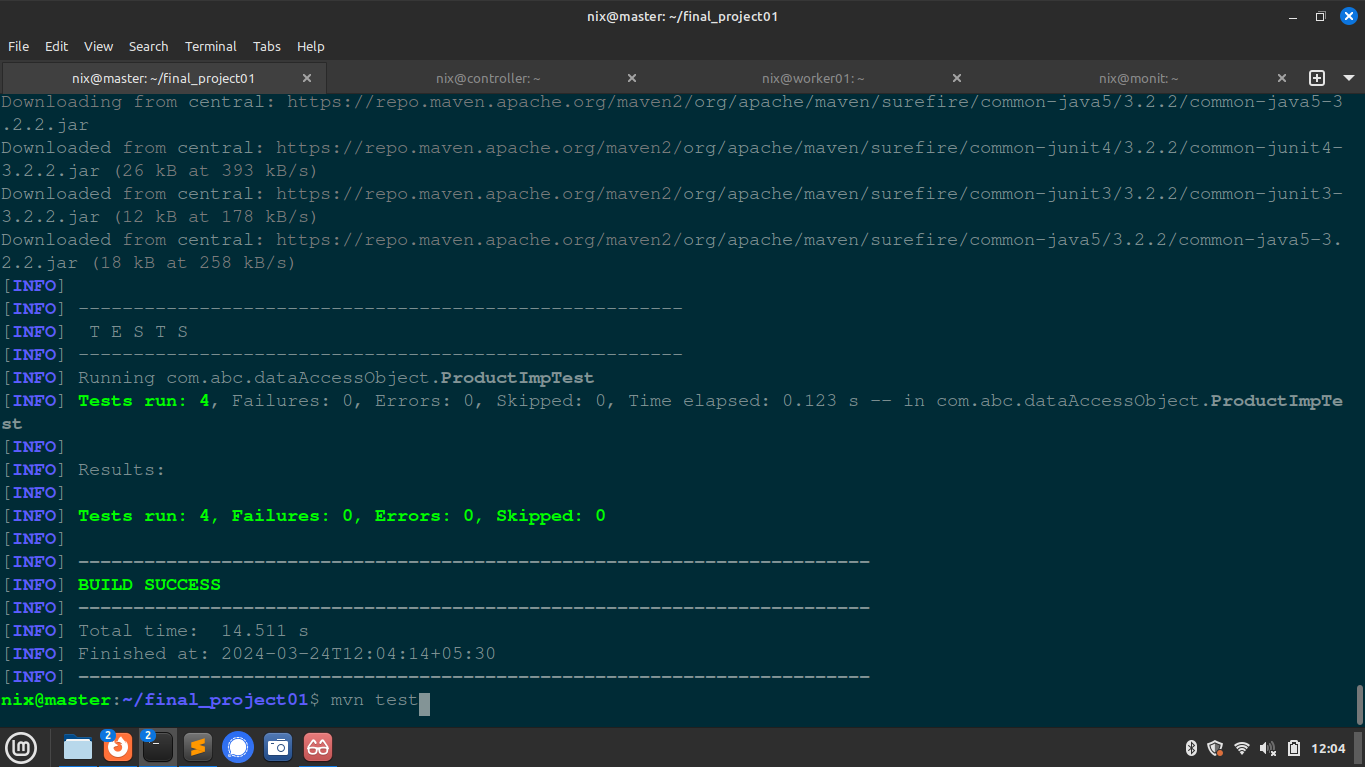 nix@master: ~/final_project01
File Edit View Search Terminal Tabs Help
nix@master: ~/final_project01 nix@controller: ~ nix@worker01: ~ nix@monit: ~
Downloading from central: https://repo.maven.apache.org/maven2/org/apache/maven/surefire/common-java5/3.2.2/common-java5-3
.2.2.jar
Downloaded from central: https://repo.maven.apache.org/maven2/org/apache/maven/surefire/common-junit4/3.2.2/common-junit4-
3.2.2.jar (26 kB at 393 kB/s)
Downloaded from central: https://repo.maven.apache.org/maven2/org/apache/maven/surefire/common-junit3/3.2.2/common-junit3-
3.2.2.jar (12 kB at 178 kB/s)
Downloaded from central: https://repo.maven.apache.org/maven2/org/apache/maven/surefire/common-java5/3.2.2/common-java5-3.
2.2.jar (18 kB at 258 kB/s)
[INFO]
[INFO] -------------------------------------------------------
[INFO]  T E S T S
[INFO] -------------------------------------------------------
[INFO] Running com.abc.dataAccessObject.ProductImpTest
[INFO] Tests run: 4, Failures: 0, Errors: 0, Skipped: 0, Time elapsed: 0.123 s -- in com.abc.dataAccessObject.ProductImpTe
st
[INFO]
[INFO] Results:
[INFO]
[INFO] Tests run: 4, Failures: 0, Errors: 0, Skipped: 0
[INFO]
[INFO] ------------------------------------------------------------------------
[INFO] BUILD SUCCESS
[INFO] ------------------------------------------------------------------------
[INFO] Total time:  14.511 s
[INFO] Finished at: 2024-03-24T12:04:14+05:30
[INFO] ------------------------------------------------------------------------
nix@master:~/final_project01$ mvn test
2 2 12:04